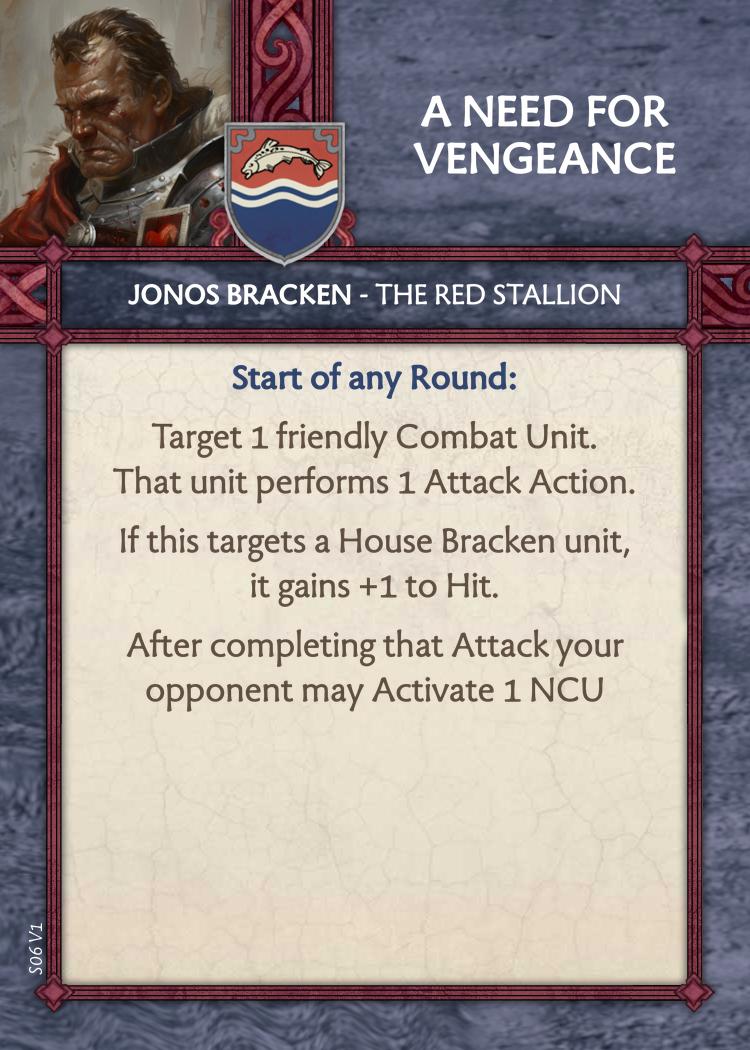 A NEED FOR
VENGEANCE
JONOS BRACKEN - THE RED STALLION
Start of any Round:
Target 1 friendly Combat Unit.
That unit performs 1 Attack Action.
If this targets a House Bracken unit,
it gains +1 to Hit.
After completing that Attack your
opponent may Activate 1 NCU
S06 V1